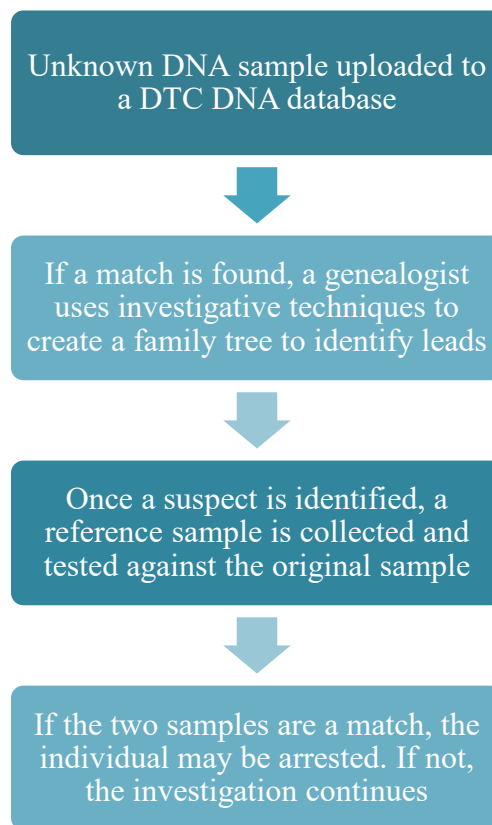 Unknown DNA sample uploaded to
a DTC DNA database
If a match is found, a genealogist
uses investigative techniques to
create a family tree to identify leads
Once a suspect is identified, a
reference sample is collected and
tested against the original sample
If the two samples are a match, the
individual may be arrested. If not,
the investigation continues